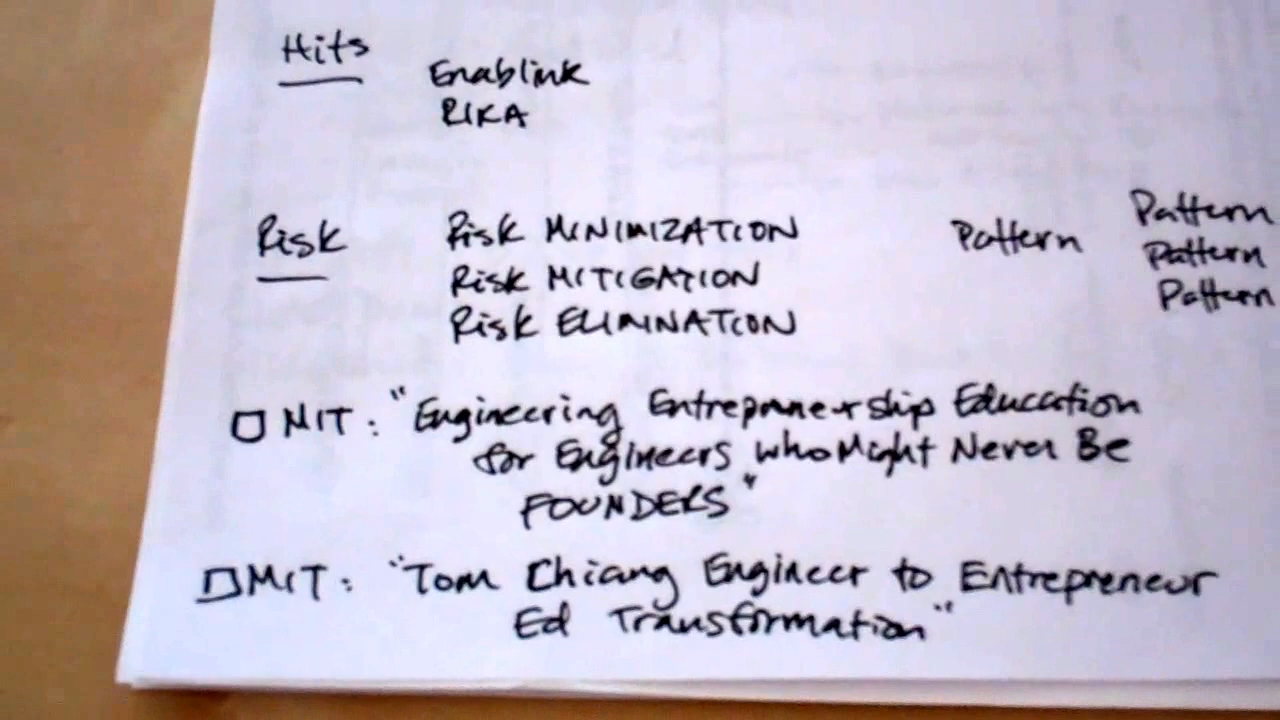 Hits
Enablink
RIKA
Pattern
Risk Risk MINIMIZATION Pattern Pattern
Risk MITIGATION Pattern
Risk ELIMINATION
□ MIT: "Engineering Entrepreneurship Education
for Engineers who Might Never Be
FOUNDERS"
□ MIT: "Tom Chiang Engineer to Entrepreneur
Ed Transformation"